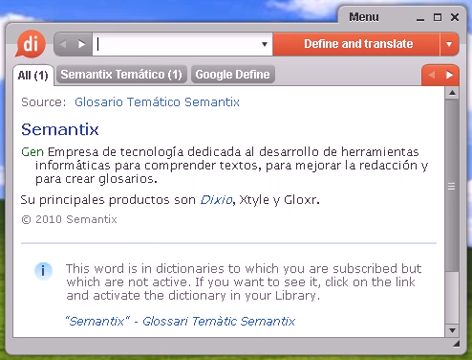 Menu
di
Define and translate
All (1)
Semantix Temático (1)
Google Define
Source: Glosario Temático Semantix
Semantix
Gen Empresa de tecnología dedicada al desarrollo de herramientas
informáticas para comprender textos, para mejorar la redacción y
para crear glosarios.
Su principales productos son Dixio, Xtyle y Gloxr.
© 2010 Semantix
i
This word is in dictionaries to which you are subscribed but
which are not active. If you want to see it, click on the link
and activate the dictionary in your Library.
"Semantix" - Glossari Temàtic Semantix